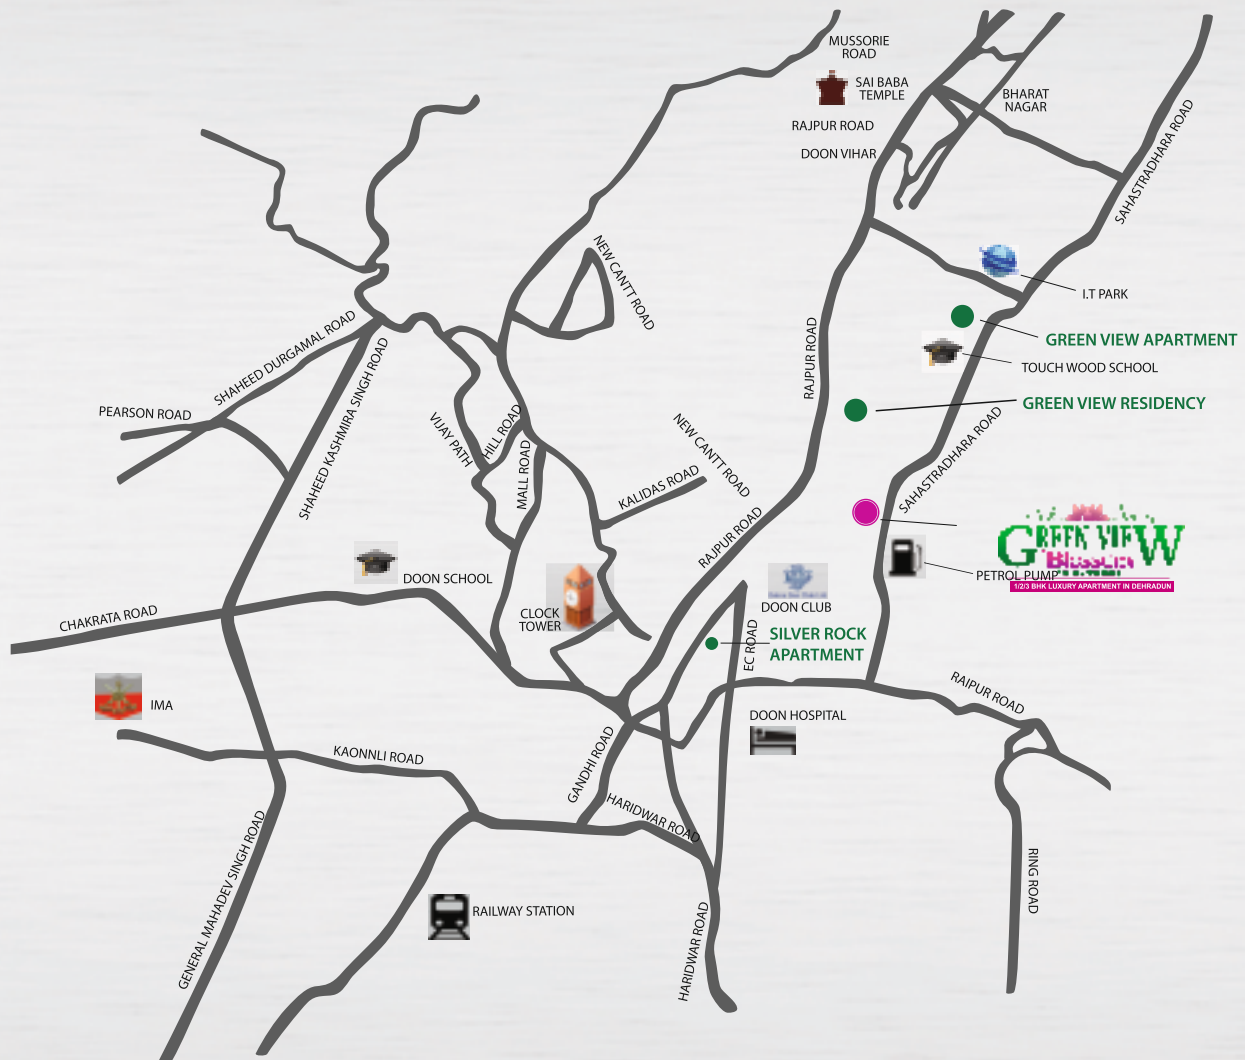 MUSSORIE
ROAD
SAI BABA
TEMPLE
BHARAT
NAGAR
RAJPUR ROAD
DOON VIHAR
SAHASTRADHARA ROAD
NEW CANTT ROAD
I.T PARK
SHAHEED DURGAMAL ROAD
RAJPUR ROAD
GREEN VIEW APARTMENT
TOUCH WOOD SCHOOL
SHAHEED KASHMIRA SINGH ROAD
PEARSON ROAD
GREEN VIEW RESIDENCY
VIJAY PATH
HILL ROAD
MALL ROAD
NEW CANTT ROAD
KALIDAS ROAD
SAHASTRADHARA ROAD
RAJPUR ROAD
GREEN VIEW
Blossom
PETROL PUMP
1/2/3 BHK LUXURY APARTMENT IN DEHRADUN
DOON SCHOOL
CLOCK
TOWER
DOON CLUB
CHAKRATA ROAD
EC ROAD
SILVER ROCK
APARTMENT
IMA
RAIPUR ROAD
DOON HOSPITAL
KAONNLI ROAD
GANDHI ROAD
HARIDWAR ROAD
GENERAL MAHADEV SINGH ROAD
RING ROAD
RAILWAY STATION
HARIDWAR ROAD